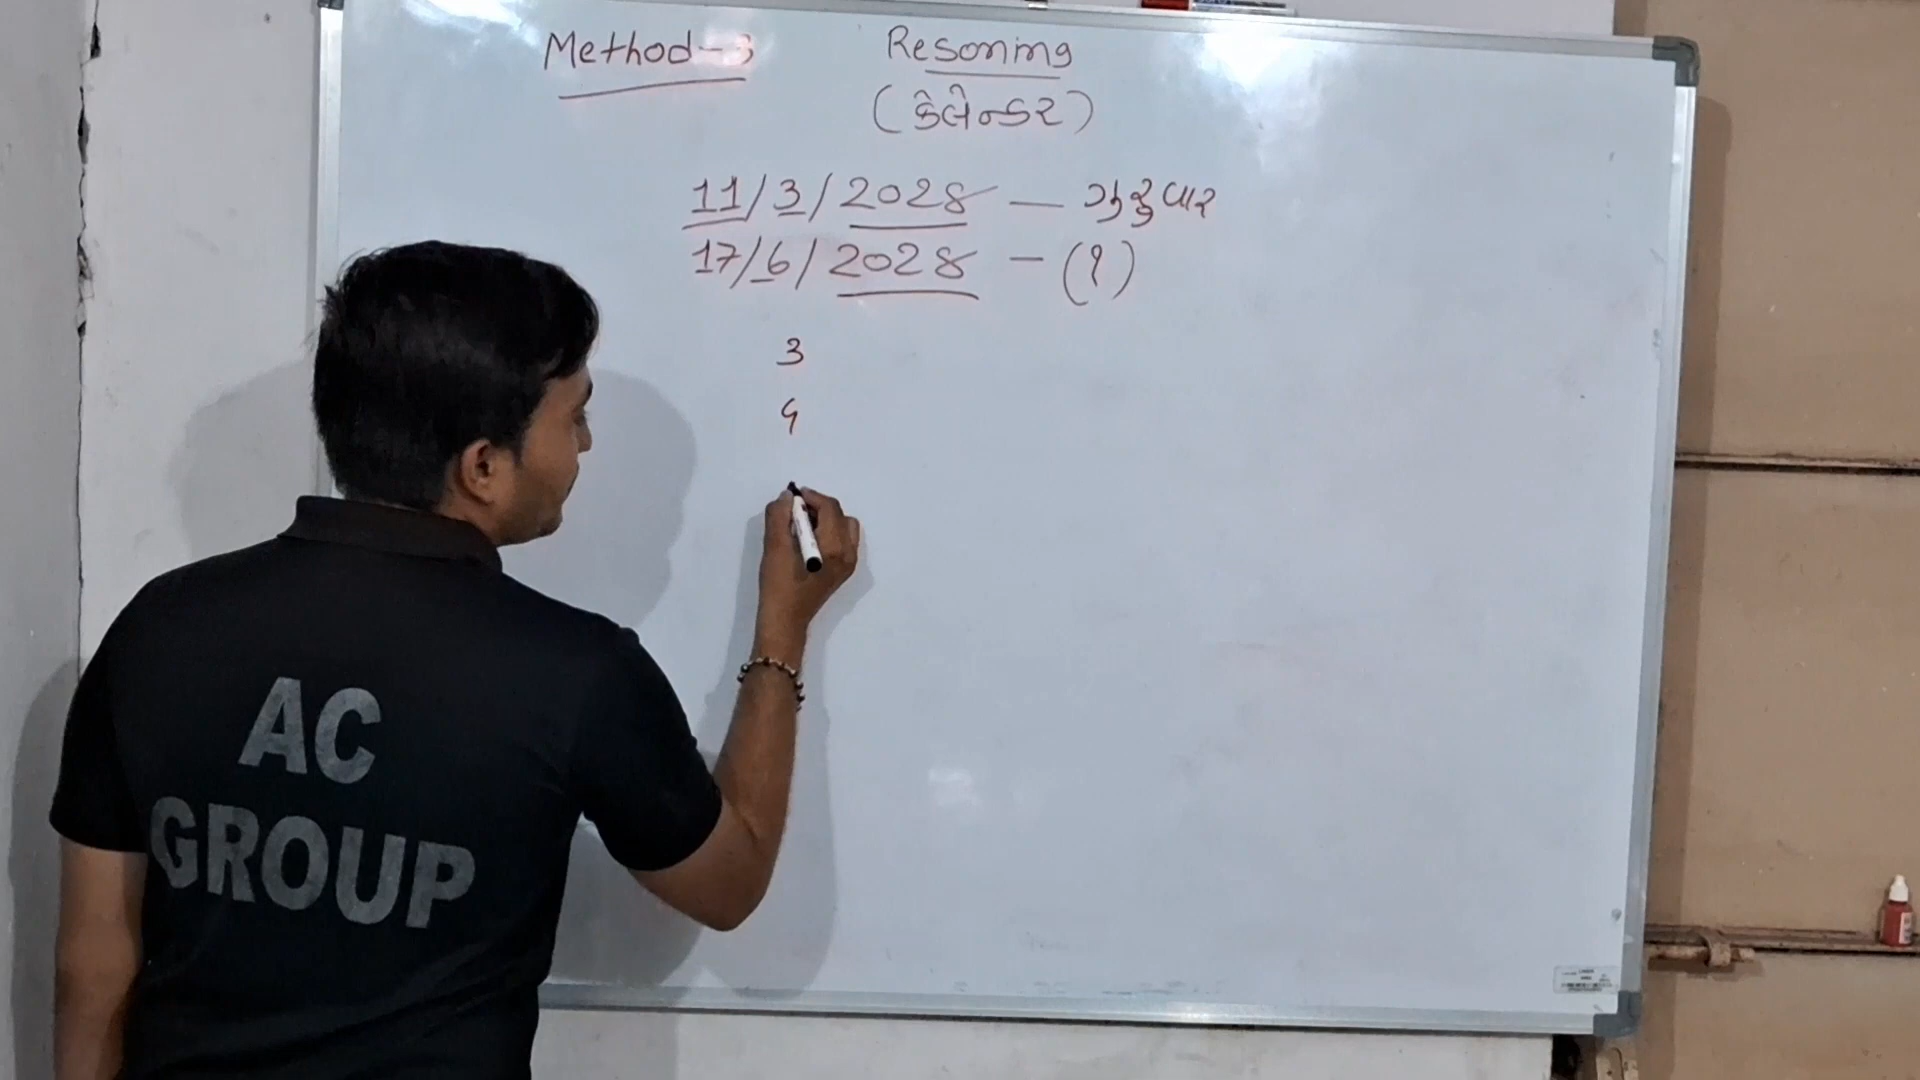 Method-3
Resoning
(કેલેન્ડર)
11/3/2028 — ગુરુવાર
17/6/2028 - (?)
3
4
AC
GROUP